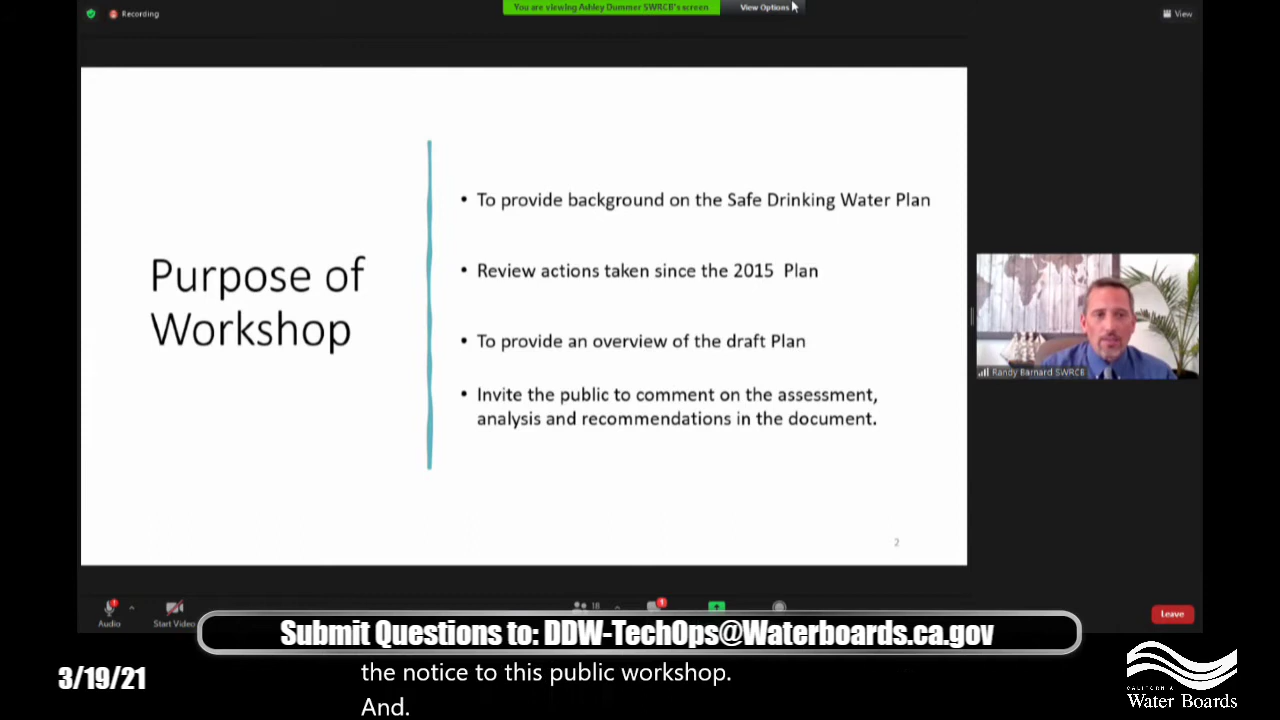 Recording
You are viewing Ashley Dummer SWRCB's screen
View Options
View
Purpose of
Workshop
• To provide background on the Safe Drinking Water Plan
• Review actions taken since the 2015 Plan
• To provide an overview of the draft Plan
• Invite the public to comment on the assessment,
analysis and recommendations in the document.
2
Randy Barnard SWRCB
Audio
Start Video
18
1
Leave
Submit Questions to: DDW-TechOps@Waterboards.ca.gov
3/19/21
the notice to this public workshop.
And.
CALIFORNIA
Water Boards